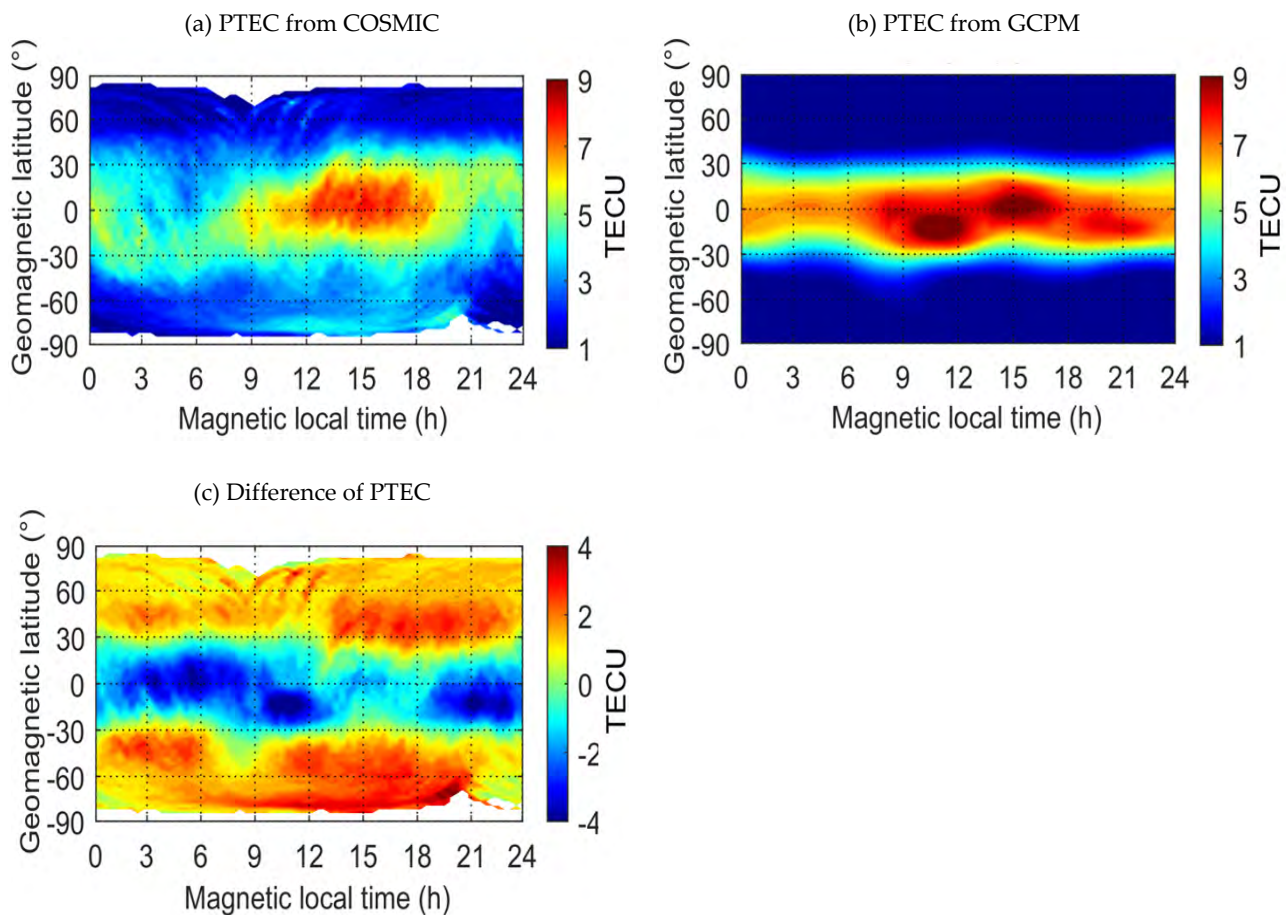 (a) PTEC from COSMIC
90
60
30
0
-30
-60
-90
Geomagnetic latitude (°)
0 3 6 9 12 15 18 21 24
Magnetic local time (h)
9
7
5
3
1
TECU
(b) PTEC from GCPM
90
60
30
0
-30
-60
-90
Geomagnetic latitude (°)
0 3 6 9 12 15 18 21 24
Magnetic local time (h)
9
7
5
3
1
TECU
(c) Difference of PTEC
90
60
30
0
-30
-60
-90
Geomagnetic latitude (°)
0 3 6 9 12 15 18 21 24
Magnetic local time (h)
4
2
0
-2
-4
TECU